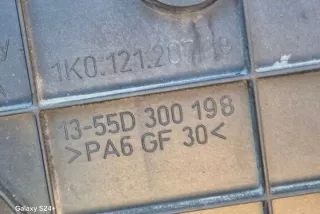 1K0.121.207
13-55D 300 198
>PA6 GF 30<
Galaxy S24+